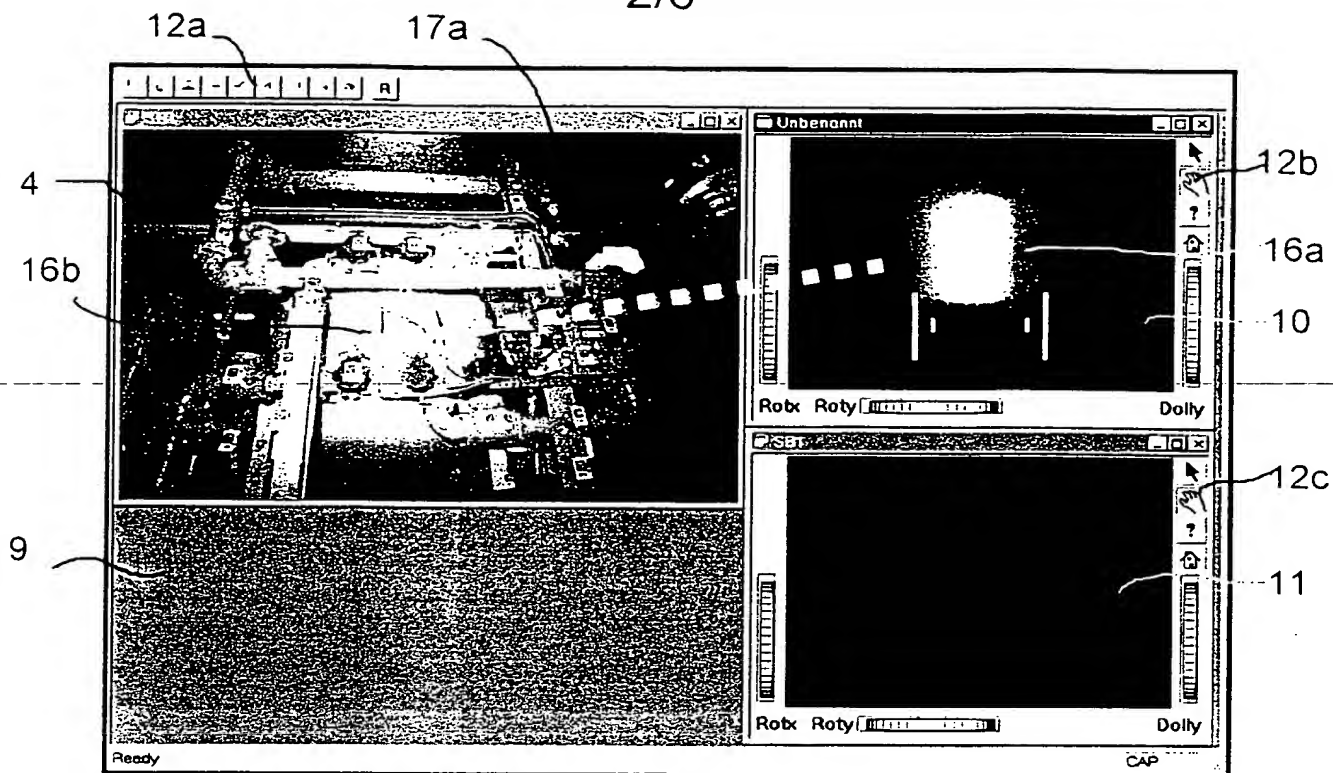 12a
17a
R
Unbenannt
4
12b
?
16a
16b
10
Rotx Roty Dolly
SBT
12c
?
9
11
Rotx Roty Dolly
Ready
CAP